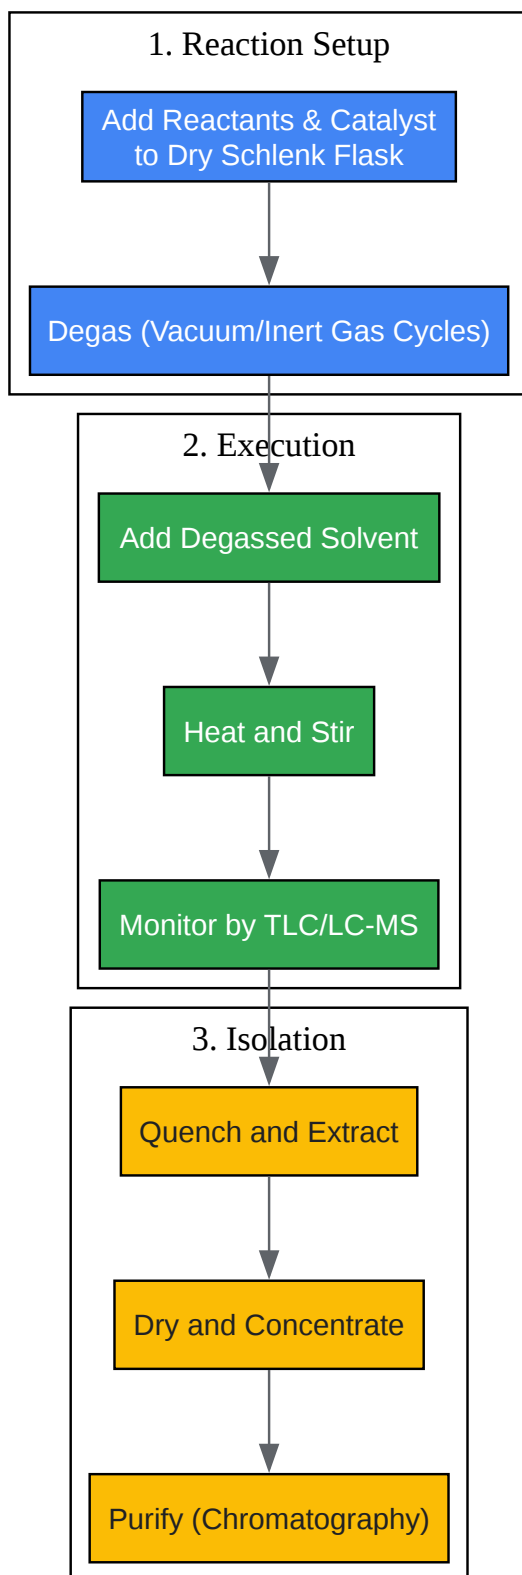 1. Reaction Setup
Add Reactants & Catalyst
to Dry Schlenk Flask
Degas (Vacuum/Inert Gas Cycles)
2. Execution
Add Degassed Solvent
Heat and Stir
Monitor by TLC/LC-MS
3. Isolation
Quench and Extract
Dry and Concentrate
Purify (Chromatography)